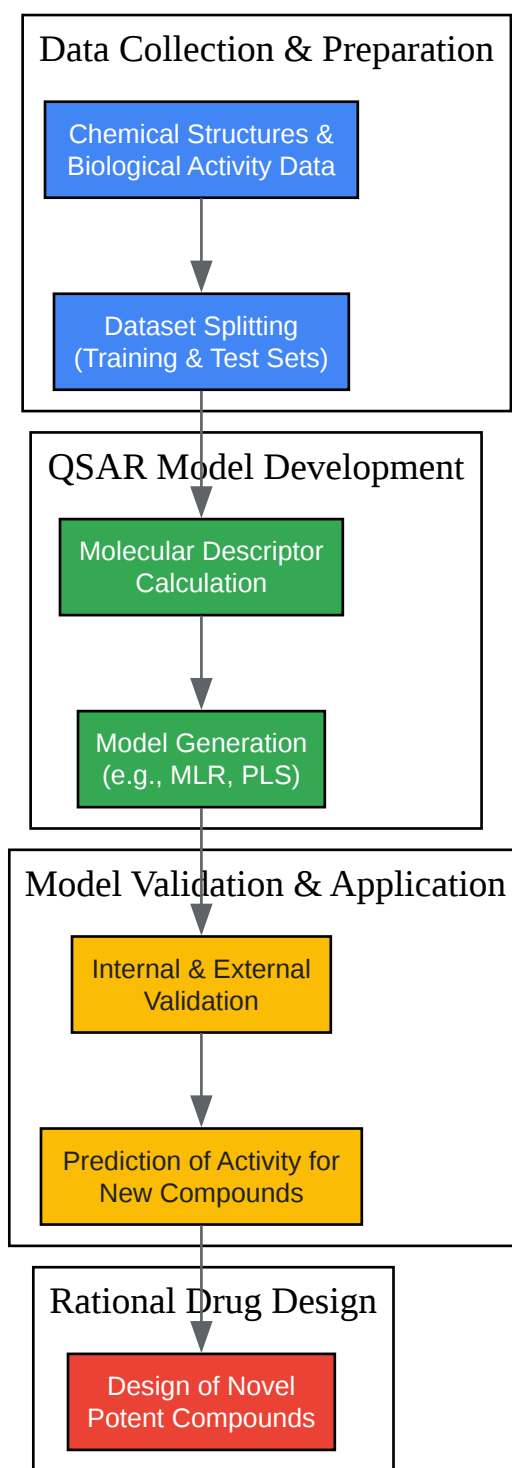 Data Collection & Preparation
Chemical Structures &
Biological Activity Data
Dataset Splitting
(Training & Test Sets)
QSAR Model Development
Molecular Descriptor
Calculation
Model Generation
(e.g., MLR, PLS)
Model Validation & Application
Internal & External
Validation
Prediction of Activity for
New Compounds
Rational Drug Design
Design of Novel
Potent Compounds